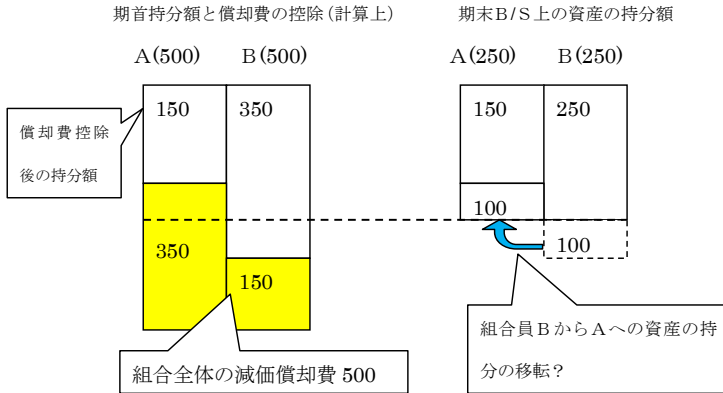 期首持分額と償却費の控除(計算上)
期末B/S上の資産の持分額
A(500)
B(500)
A(250)
B(250)
150
350
150
250
償却費控除
後の持分額
100
350
150
100
組合全体の減価償却費 500
組合員BからAへの資産の持
分の移転?